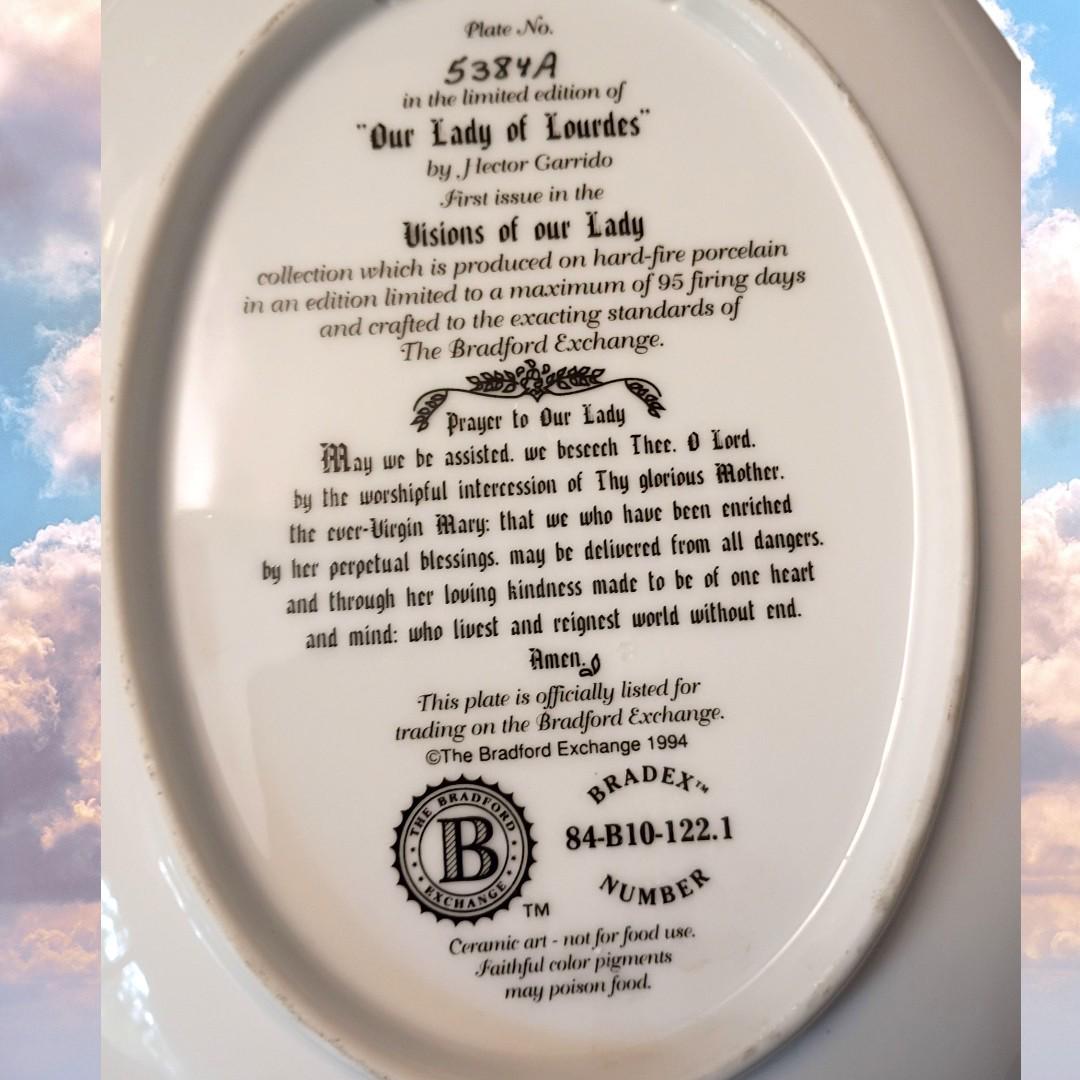 Plate No.
5384A
in the limited edition of
"Our Lady of Lourdes"
by Hector Garrido
First issue in the
Visions of our Lady
collection which is produced on hard-fire porcelain
in an edition limited to a maximum of 95 firing days
and crafted to the exacting standards of
The Bradford Exchange.
Prayer to Our Lady
May we be assisted, we beseech Thee, O Lord,
by the worshipful intercession of Thy glorious Mother,
the ever-Virgin Mary; that we who have been enriched
by her perpetual blessings, may be delivered from all dangers,
and through her loving kindness made to be of one heart
and mind: who livest and reignest world without end.
Amen.
This plate is officially listed for
trading on the Bradford Exchange.
©The Bradford Exchange 1994
THE BRADFORD
B
EXCHANGE
TM
BRADEX™
84-B10-122.1
NUMBER
Ceramic art - not for food use.
Faithful color pigments
may poison food.